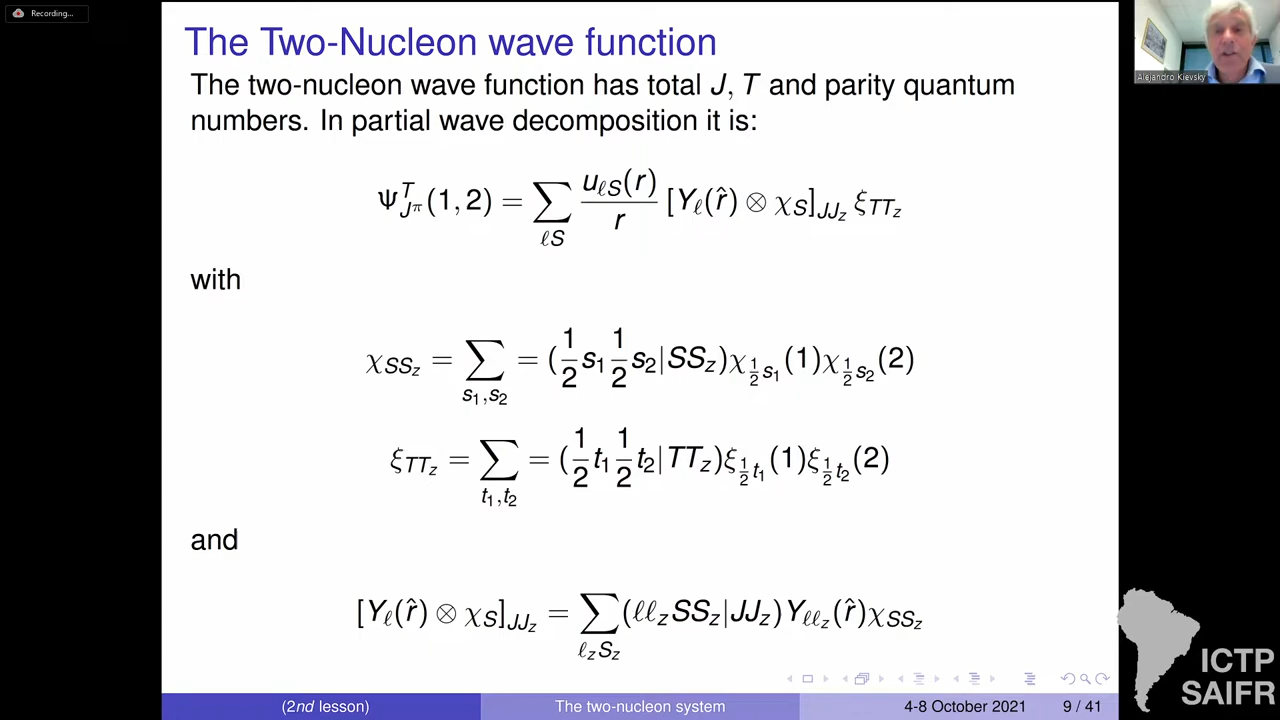 Recording...
The Two-Nucleon wave function
The two-nucleon wave function has total J, T and parity quantum
numbers. In partial wave decomposition it is:
Ψ^T_{J^π}(1, 2) = ∑_{ℓS} u_{ℓS}(r)/r [Y_ℓ(r̂) ⊗ χ_S]_{JJ_z} ξ_{TT_z}
with
χ_{SS_z} = ∑_{s_1,s_2} = (1/2 s_1 1/2 s_2|SS_z)χ_{1/2 s_1}(1)χ_{1/2 s_2}(2)
ξ_{TT_z} = ∑_{t_1,t_2} = (1/2 t_1 1/2 t_2|TT_z)ξ_{1/2 t_1}(1)ξ_{1/2 t_2}(2)
and
[Y_ℓ(r̂) ⊗ χ_S]_{JJ_z} = ∑_{ℓ_z S_z} (ℓℓ_z SS_z|JJ_z)Y_{ℓℓ_z}(r̂)χ_{SS_z}
(2nd lesson) The two-nucleon system 4-8 October 2021 9 / 41
Alejandro Kievsky
ICTP
SAIFR